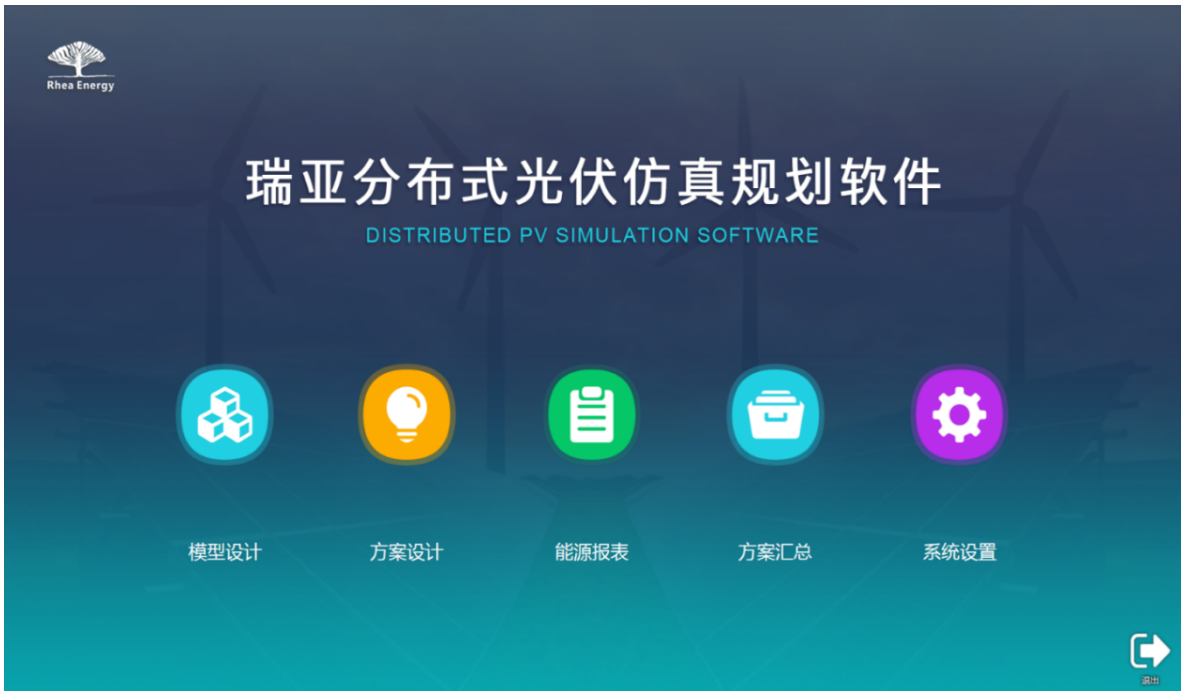 Rhea Energy
瑞亚分布式光伏仿真规划软件
DISTRIBUTED PV SIMULATION SOFTWARE
模型设计
方案设计
能源报表
方案汇总
系统设置
退出